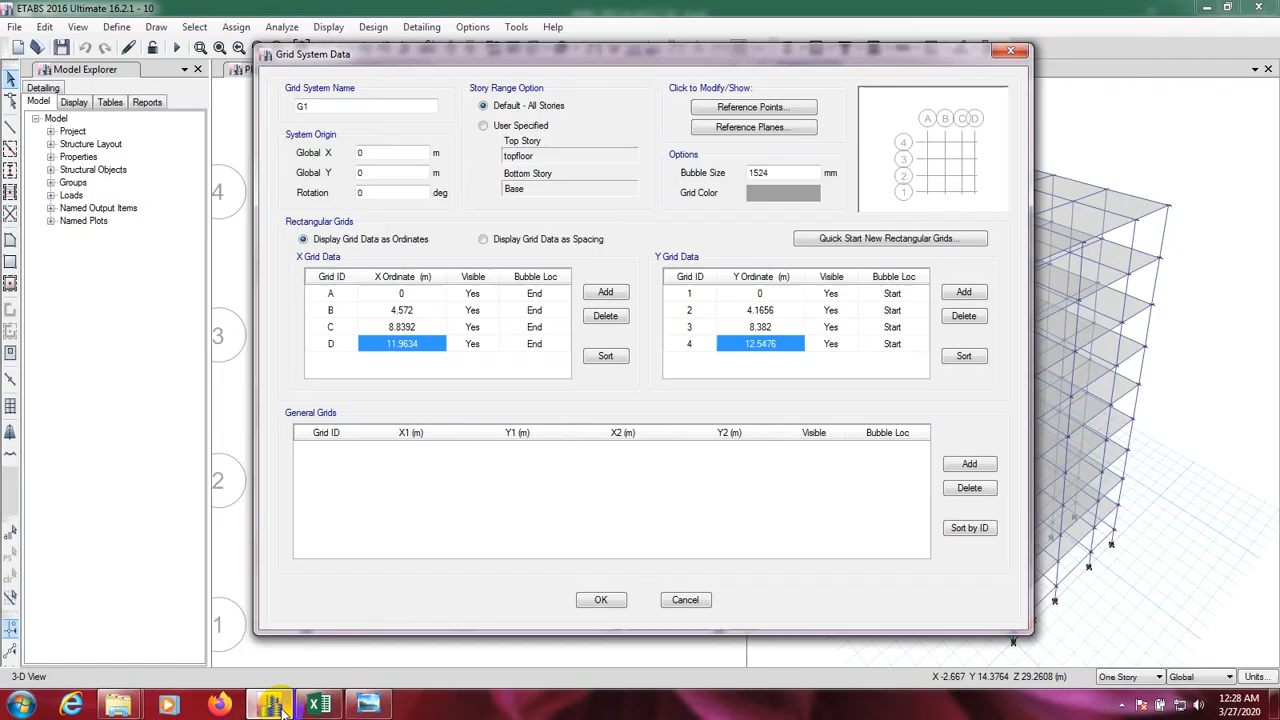 ETABS 2016 Ultimate 16.2.1 - 10
File Edit View Define Draw Select Assign Analyze Display Design Detailing Options Tools Help
Grid System Data
Model Explorer
Detailing
Model Display Tables Reports
Model
Project
Structure Layout
Properties
Structural Objects
Groups
Loads
Named Output Items
Named Plots
Grid System Name
G1
System Origin
Global X 0 m
Global Y 0 m
Rotation 0 deg
Story Range Option
Default - All Stories
User Specified
Top Story
topfloor
Bottom Story
Base
Click to Modify/Show:
Reference Points...
Reference Planes...
Options
Bubble Size 1524 mm
Grid Color
A B C D
4
3
2
1
Rectangular Grids
Display Grid Data as Ordinates Display Grid Data as Spacing Quick Start New Rectangular Grids...
X Grid Data
Grid ID X Ordinate (m) Visible Bubble Loc
A 0 Yes End
B 4.572 Yes End
C 8.8392 Yes End
D 11.9634 Yes End
Add
Delete
Sort
Y Grid Data
Grid ID Y Ordinate (m) Visible Bubble Loc
1 0 Yes Start
2 4.1656 Yes Start
3 8.382 Yes Start
4 12.5476 Yes Start
Add
Delete
Sort
General Grids
Grid ID X1 (m) Y1 (m) X2 (m) Y2 (m) Visible Bubble Loc
Add
Delete
Sort by ID
OK Cancel
4
3
2
1
3-D View
X -2.667 Y 14.3764 Z 29.2608 (m) One Story Global Units...
12:28 AM
3/27/2020